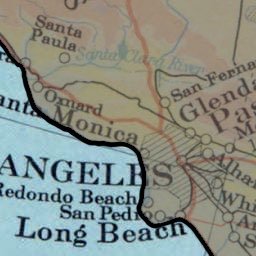 Santa
Paula
Santa Clara River
San Ferna
Oxnard
Glenda
Pas
Monica
Alha
ANGELES
Redondo Beach
Whi
San Pedro
Long Beach